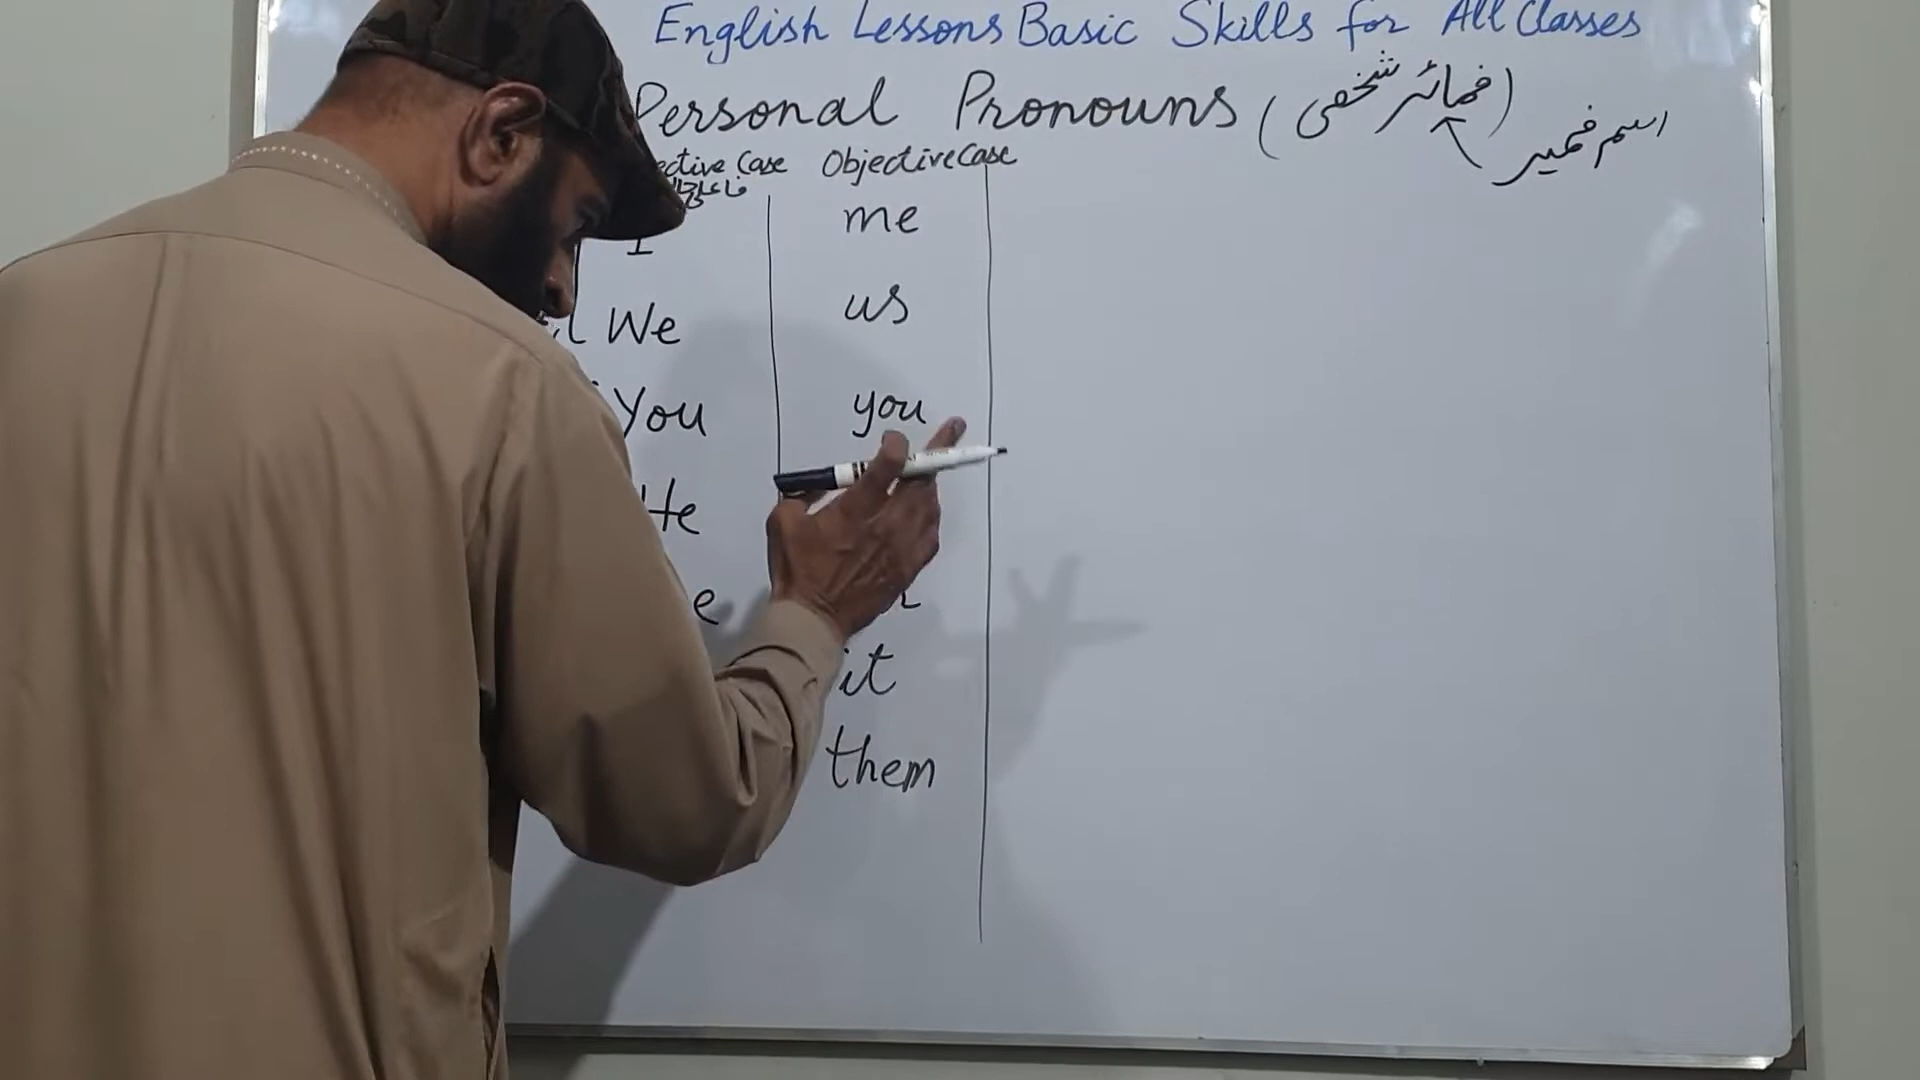 English Lessons Basic Skills for All Classes
Personal Pronouns (ضمائر شخصی)
اسم ضمیر
Case Objective Case
I me
We us
You you
He
it
them